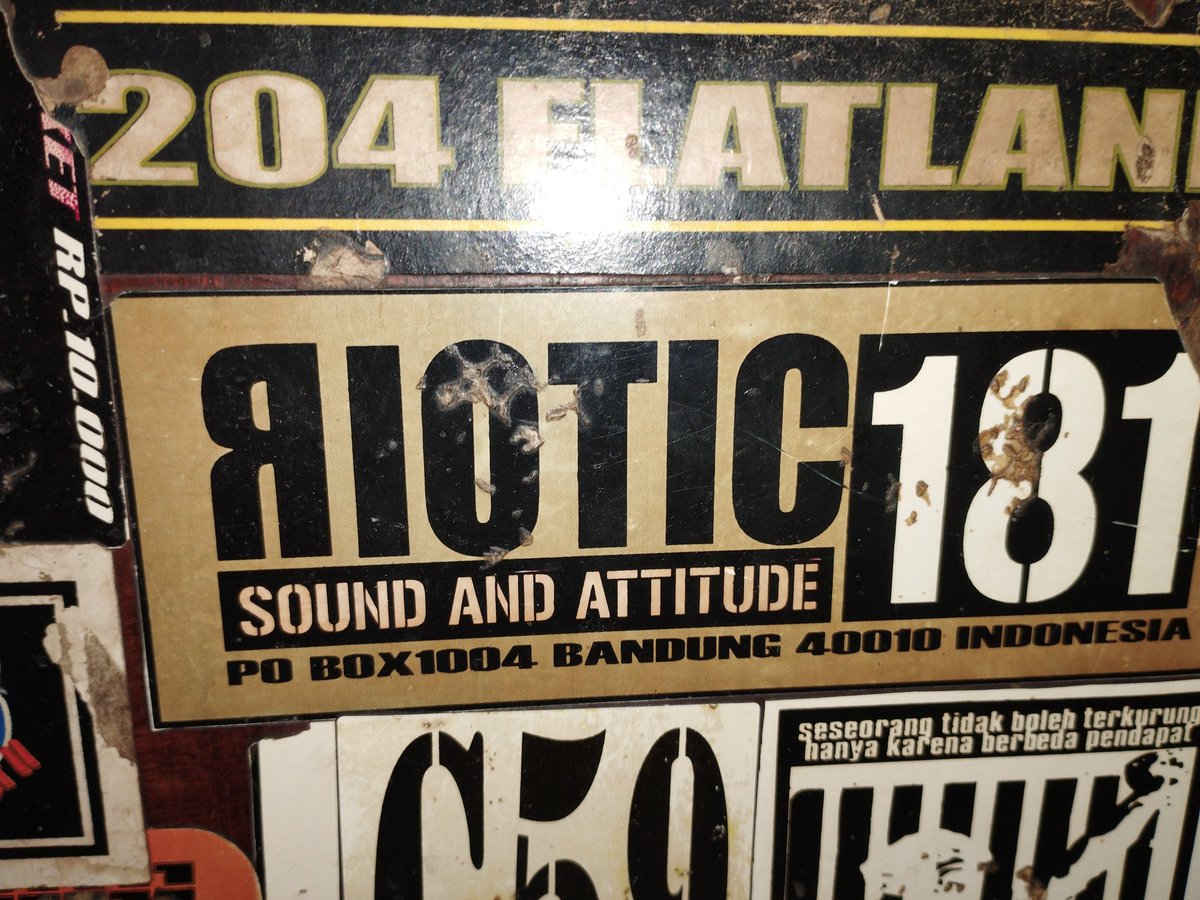 204 FLATLAN
RP.10.000
RIOTIC 181
SOUND AND ATTITUDE
PO BOX1004 BANDUNG 40010 INDONESIA
C59
seseorang tidak boleh terkurung
hanya karena berbeda pendapat